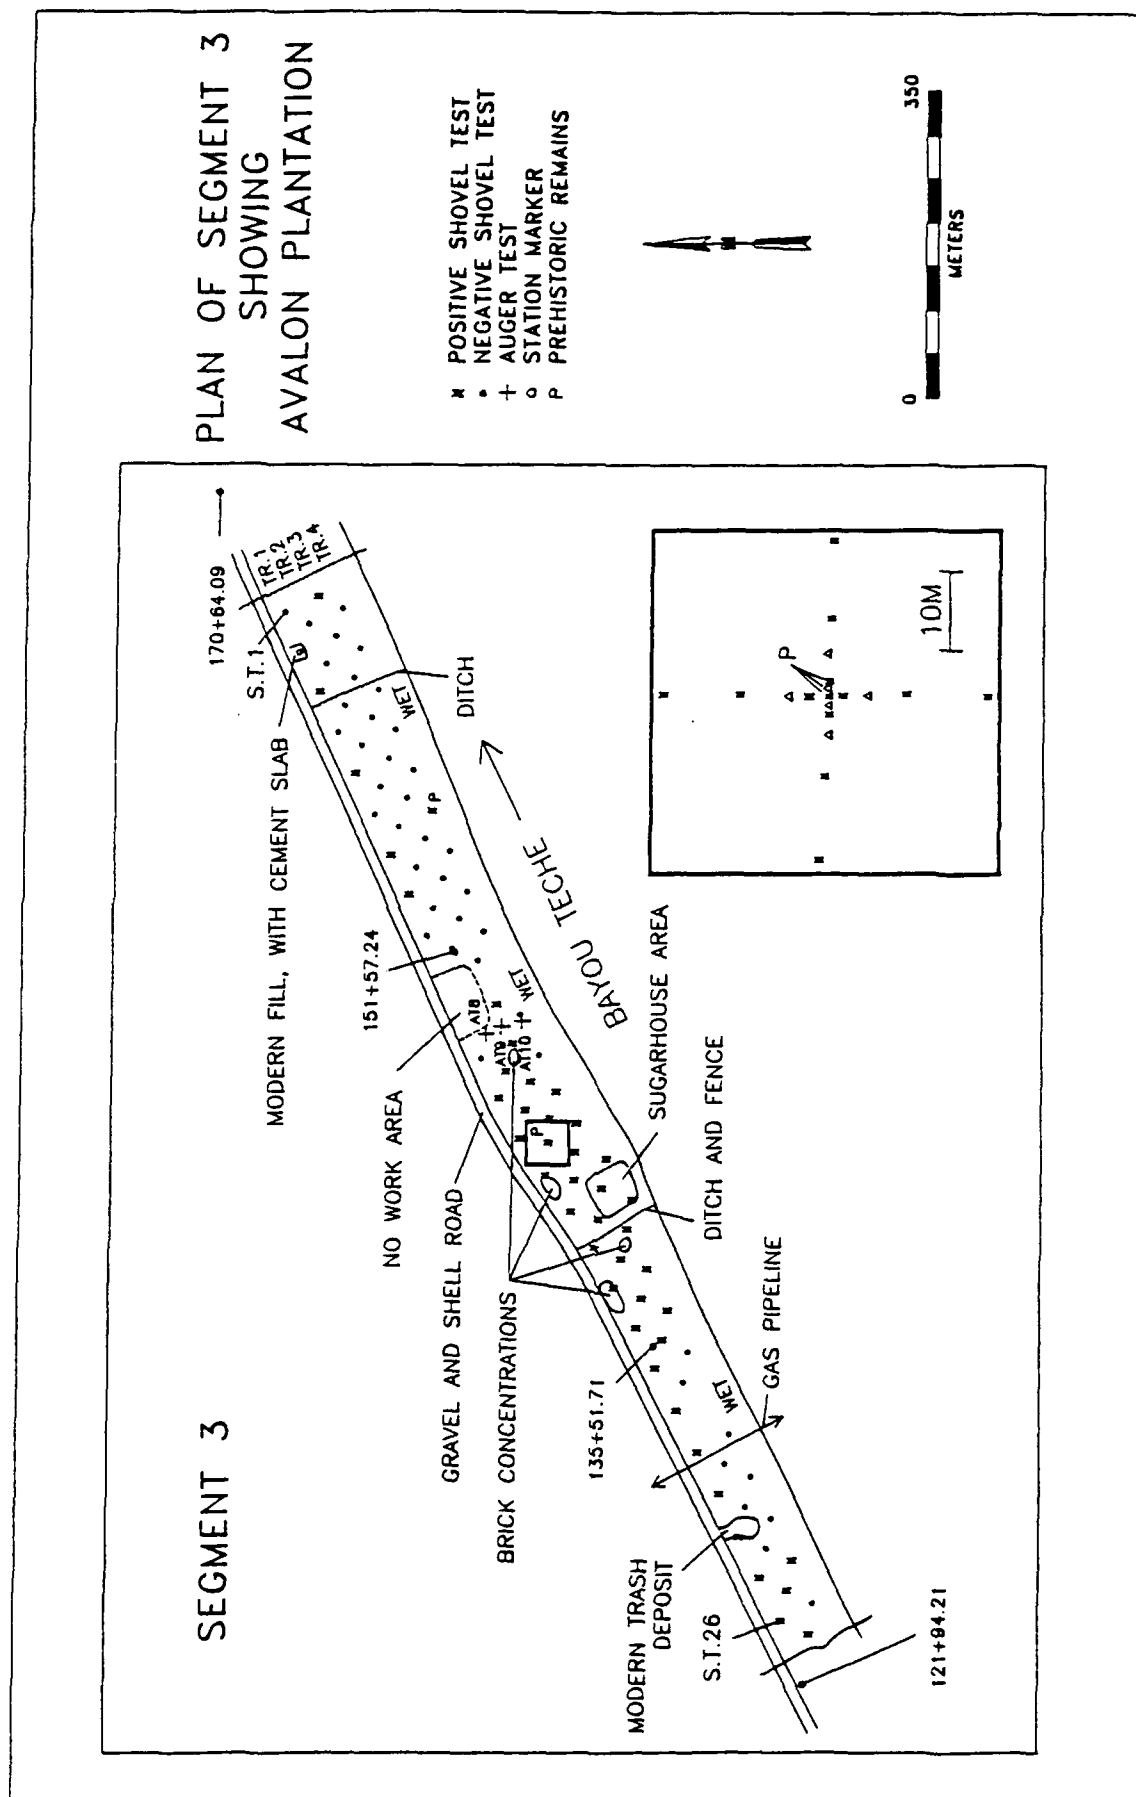 SEGMENT 3
PLAN OF SEGMENT 3
SHOWING
AVALON PLANTATION
POSITIVE SHOVEL TEST
NEGATIVE SHOVEL TEST
AUGER TEST
STATION MARKER
P PREHISTORIC REMAINS
0
350
METERS
170+64.09
S.T.1
TR.1
TR.2
TR.3
TR.4
MODERN FILL, WITH CEMENT SLAB
DITCH
WET
P
151+57.24
NO WORK AREA
AT8
AT9
AT10
WET
BAYOU TECHE
GRAVEL AND SHELL ROAD
P
SUGARHOUSE AREA
DITCH AND FENCE
BRICK CONCENTRATIONS
135+51.71
WET
GAS PIPELINE
MODERN TRASH
DEPOSIT
S.T.26
121+94.21
P
10M